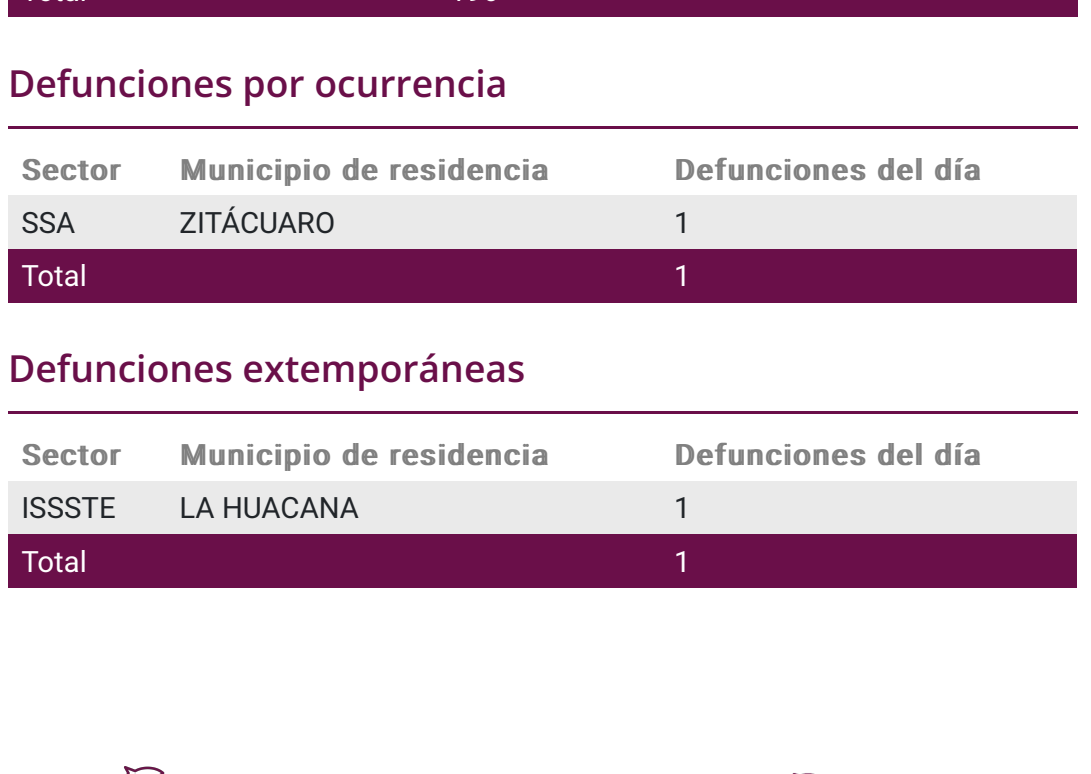 Defunciones por ocurrencia
Sector Municipio de residencia Defunciones del día
SSA ZITÁCUARO 1
Total 1
Defunciones extemporáneas
Sector Municipio de residencia Defunciones del día
ISSSTE LA HUACANA 1
Total 1